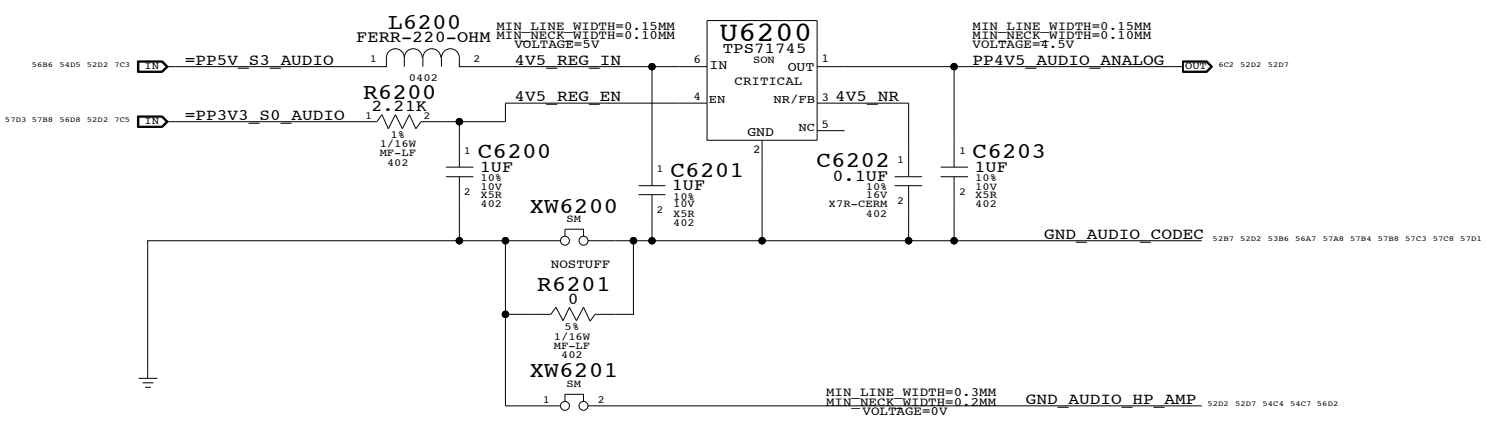 L6200
FERR-220-OHM
1
2
0402
MIN_LINE_WIDTH=0.15MM
MIN_NECK_WIDTH=0.10MM
VOLTAGE=5V
56B6 54D5 52D2 7C3
IN
=PP5V_S3_AUDIO
4V5_REG_IN
U6200
TPS71745
SON
CRITICAL
6
IN
OUT
1
4
EN
NR/FB
3
NC
5
GND
2
MIN_LINE_WIDTH=0.15MM
MIN_NECK_WIDTH=0.10MM
VOLTAGE=4.5V
PP4V5_AUDIO_ANALOG
OUT
6C2 52D2 52D7
R6200
2.21K
1
2
1%
1/16W
MF-LF
402
57D3 57B8 56D8 52D2 7C5
IN
=PP3V3_S0_AUDIO
4V5_REG_EN
4V5_NR
C6200
1
1UF
10%
10V
2
X5R
402
C6201
1
1UF
10%
10V
2
X5R
402
C6202
1
0.1UF
10%
16V
X7R-CERM
2
402
C6203
1
1UF
10%
10V
2
X5R
402
XW6200
SM
GND_AUDIO_CODEC
52B7 52D2 53B6 56A7 57A8 57B4 57B8 57C3 57C8 57D1
NOSTUFF
R6201
0
5%
1/16W
MF-LF
402
XW6201
SM
1
2
MIN_LINE_WIDTH=0.3MM
MIN_NECK_WIDTH=0.2MM
VOLTAGE=0V
GND_AUDIO_HP_AMP
52D2 52D7 54C4 54C7 56D2